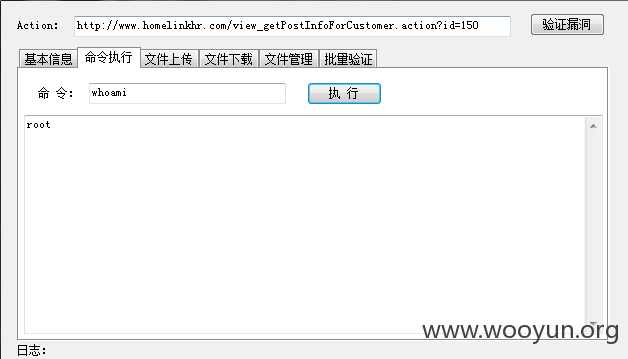 Action: http://www.homelinkhr.com/view_getPostInfoForCustomer.action?id=150 验证漏洞
基本信息 命令执行 文件上传 文件下载 文件管理 批量验证
命 令: whoami 执 行
root
www.wooyun.org
日志: